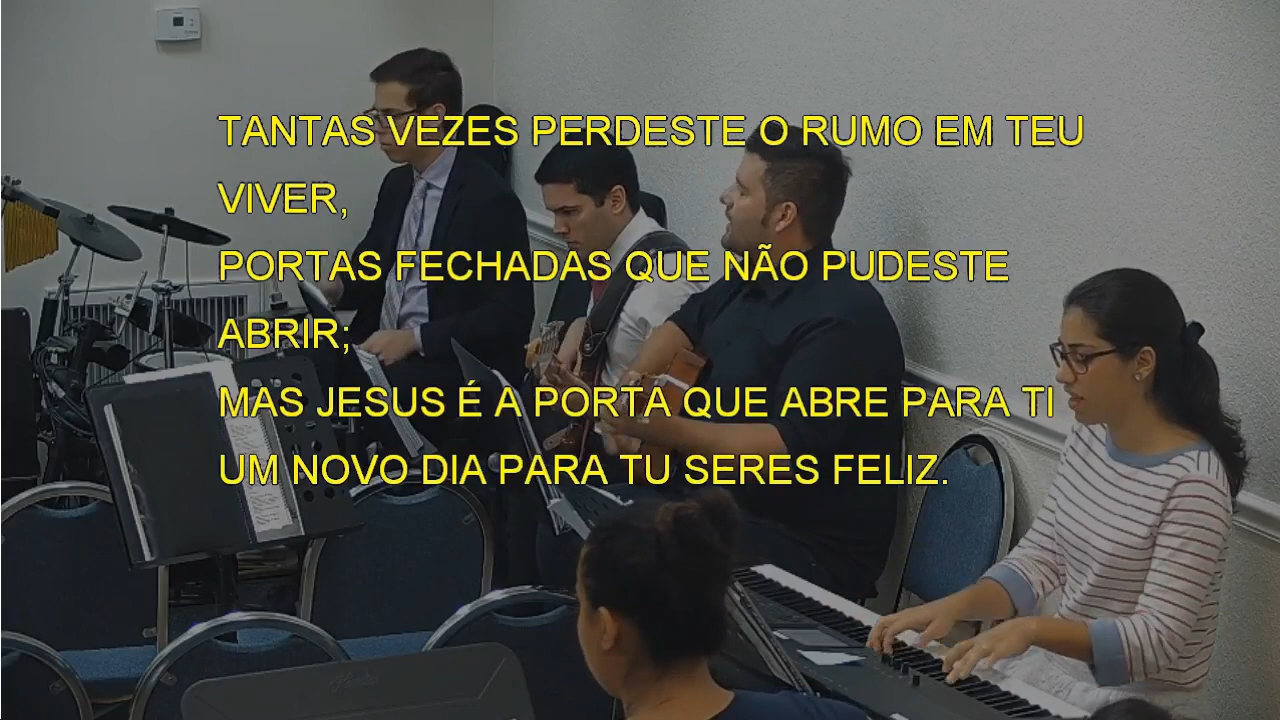 TANTAS VEZES PERDESTE O RUMO EM TEU
VIVER,
PORTAS FECHADAS QUE NÃO PUDESTE
ABRIR;
MAS JESUS É A PORTA QUE ABRE PARA TI
UM NOVO DIA PARA TU SERES FELIZ.